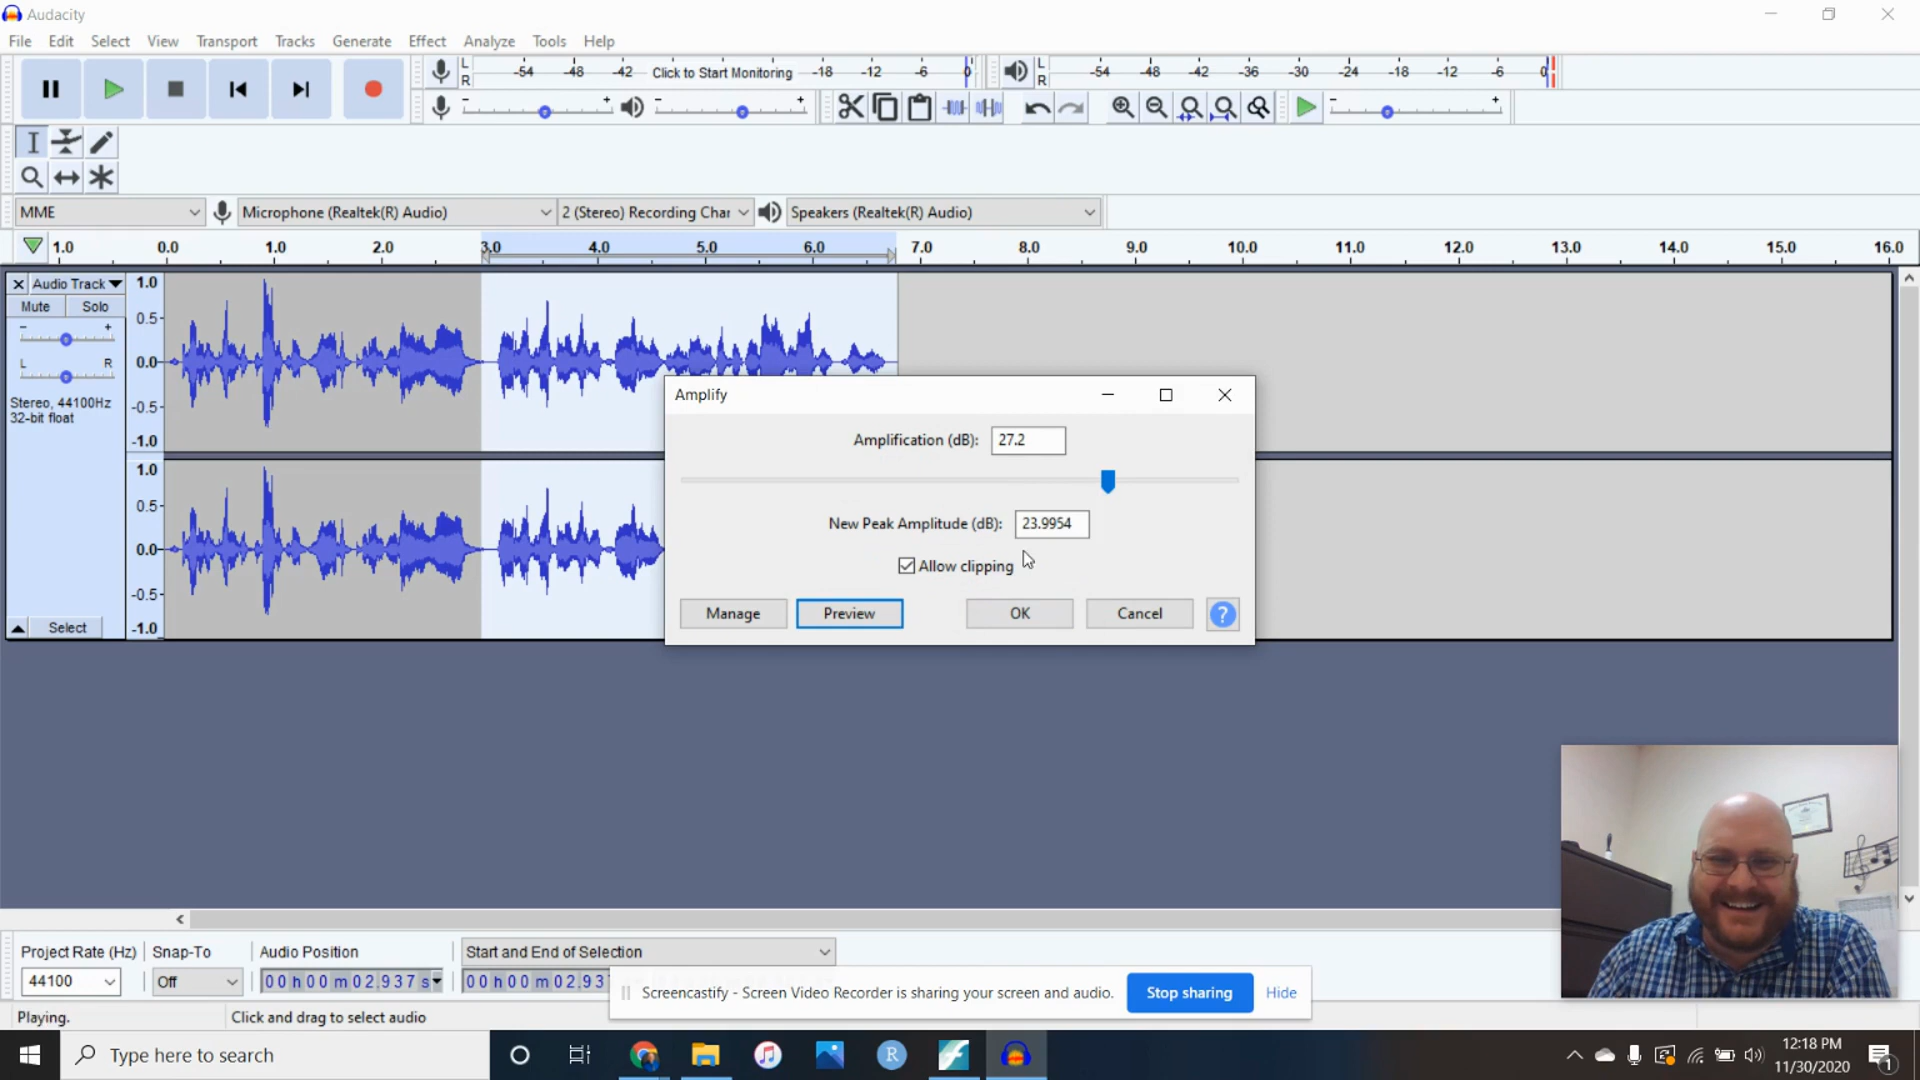 Audacity
File Edit Select View Transport Tracks Generate Effect Analyze Tools Help
L R -54 -48 -42 Click to Start Monitoring -18 -12 -6 0 L R -54 -48 -42 -36 -30 -24 -18 -12 -6 0
- + - + - +
MME Microphone (Realtek(R) Audio) 2 (Stereo) Recording Char Speakers (Realtek(R) Audio)
1.0 0.0 1.0 2.0 3.0 4.0 5.0 6.0 7.0 8.0 9.0 10.0 11.0 12.0 13.0 14.0 15.0 16.0
Audio Track 1.0
Mute Solo
- + 0.5
L R 0.0
Stereo, 44100Hz
32-bit float
-0.5
-1.0
1.0
0.5
0.0
-0.5
Select -1.0
Amplify
Amplification (dB): 27.2
New Peak Amplitude (dB): 23.9954
Allow clipping
Manage Preview OK Cancel ?
Project Rate (Hz) Snap-To Audio Position Start and End of Selection
44100 Off 00 h 00 m 02.937 s 00 h 00 m 02.937
Screencastify - Screen Video Recorder is sharing your screen and audio. Stop sharing Hide
Playing. Click and drag to select audio
Type here to search R 12:18 PM
11/30/2020 1